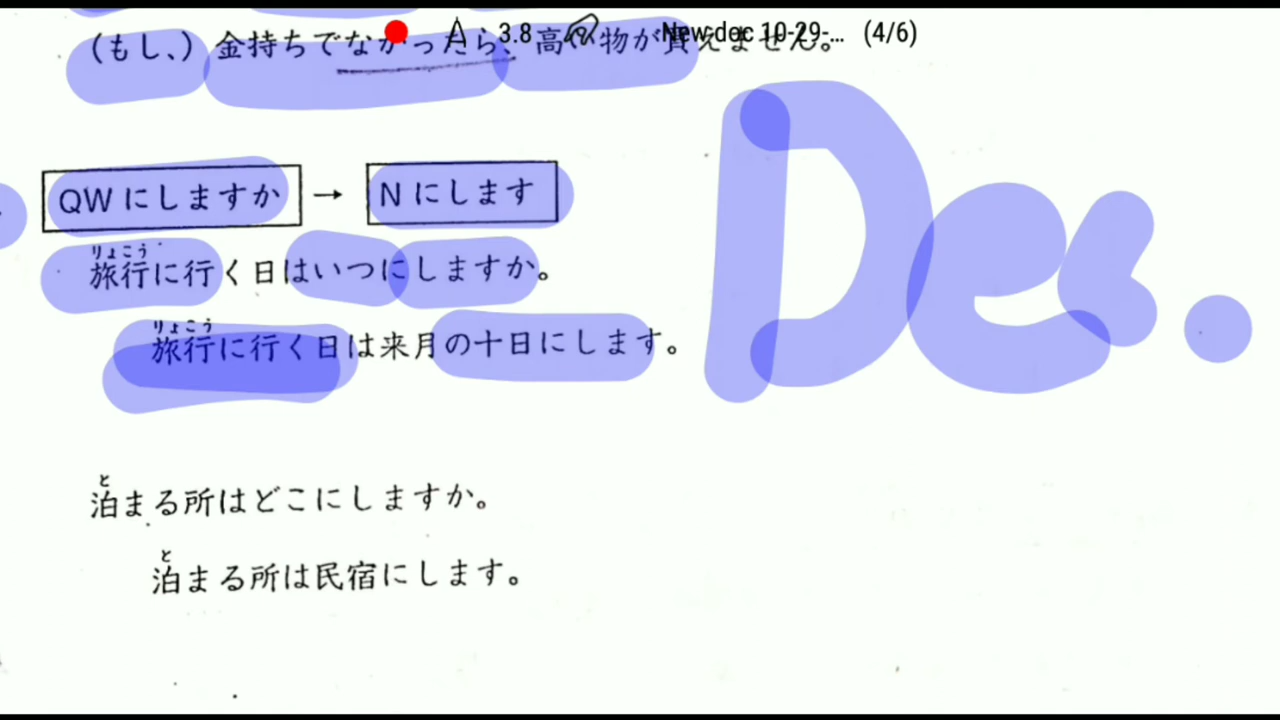 (もし、) 金持ちでなかったら、高い物が買えません。
A 3.8 New doc 10-29-... (4/6)
QW にしますか → N にします
りょこう
旅行に行く日はいつにしますか。
りょこう
旅行に行く日は来月の十日にします。
と
泊まる所はどこにしますか。
と
泊まる所は民宿にします。